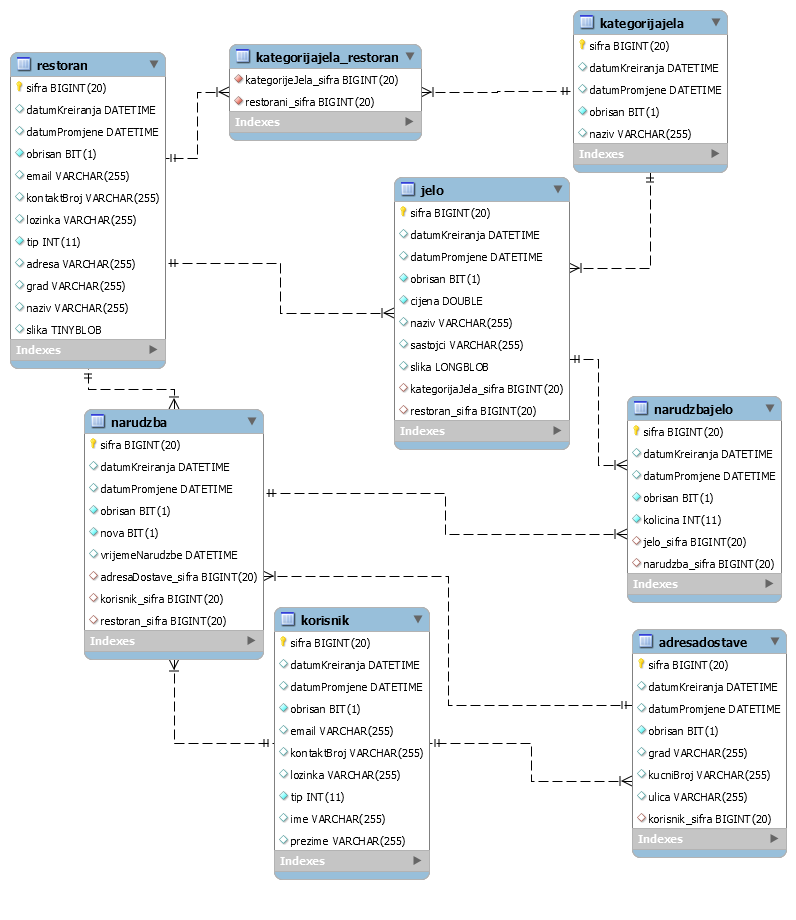 restoran
sifra BIGINT(20)
datumKreiranja DATETIME
datumPromjene DATETIME
obrisan BIT(1)
email VARCHAR(255)
kontaktBroj VARCHAR(255)
lozinka VARCHAR(255)
tip INT(11)
adresa VARCHAR(255)
grad VARCHAR(255)
naziv VARCHAR(255)
slika TINYBLOB
Indexes
kategorijajela_restoran
kategorijeJela_sifra BIGINT(20)
restorani_sifra BIGINT(20)
Indexes
kategorijajela
sifra BIGINT(20)
datumKreiranja DATETIME
datumPromjene DATETIME
obrisan BIT(1)
naziv VARCHAR(255)
Indexes
jelo
sifra BIGINT(20)
datumKreiranja DATETIME
datumPromjene DATETIME
obrisan BIT(1)
cijena DOUBLE
naziv VARCHAR(255)
sastojci VARCHAR(255)
slika LONGBLOB
kategorijaJela_sifra BIGINT(20)
restoran_sifra BIGINT(20)
Indexes
narudzba
sifra BIGINT(20)
datumKreiranja DATETIME
datumPromjene DATETIME
obrisan BIT(1)
nova BIT(1)
vrijemeNarudzbe DATETIME
adresaDostave_sifra BIGINT(20)
korisnik_sifra BIGINT(20)
restoran_sifra BIGINT(20)
Indexes
narudzbajelo
sifra BIGINT(20)
datumKreiranja DATETIME
datumPromjene DATETIME
obrisan BIT(1)
kolicina INT(11)
jelo_sifra BIGINT(20)
narudzba_sifra BIGINT(20)
Indexes
korisnik
sifra BIGINT(20)
datumKreiranja DATETIME
datumPromjene DATETIME
obrisan BIT(1)
email VARCHAR(255)
kontaktBroj VARCHAR(255)
lozinka VARCHAR(255)
tip INT(11)
ime VARCHAR(255)
prezime VARCHAR(255)
Indexes
adresadostave
sifra BIGINT(20)
datumKreiranja DATETIME
datumPromjene DATETIME
obrisan BIT(1)
grad VARCHAR(255)
kucniBroj VARCHAR(255)
ulica VARCHAR(255)
korisnik_sifra BIGINT(20)
Indexes